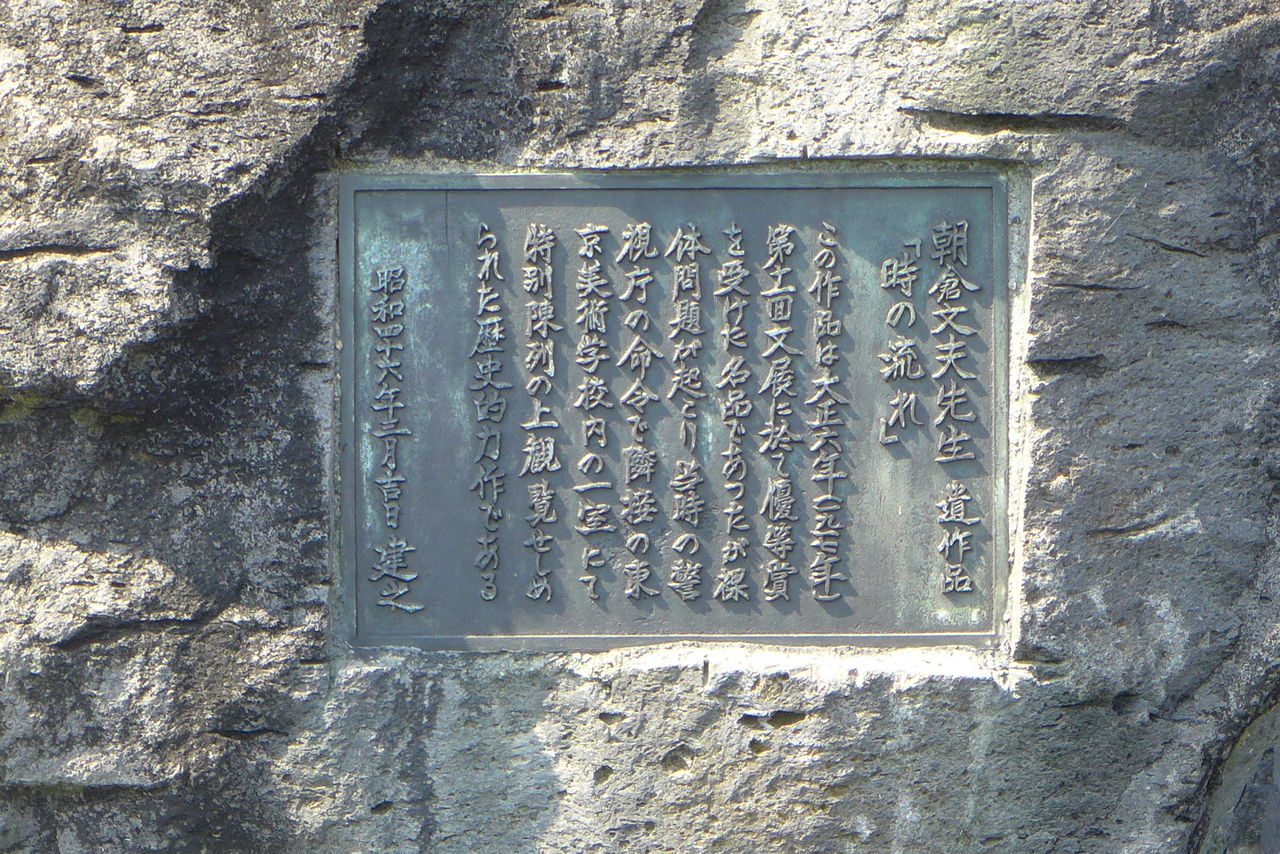 朝倉文夫先生 遺作品
「時の流れ」
この作品は大正六年(一九一七年)
第十一回文展に於て優等賞
を受けた名品であったが裸
体問題が起こり当時の警
視庁の命令で隣接の東
京美術学校内の一室にて
特別陳列の上観覧せしめ
られた歴史的力作である
昭和四十六年三月吉日 建之